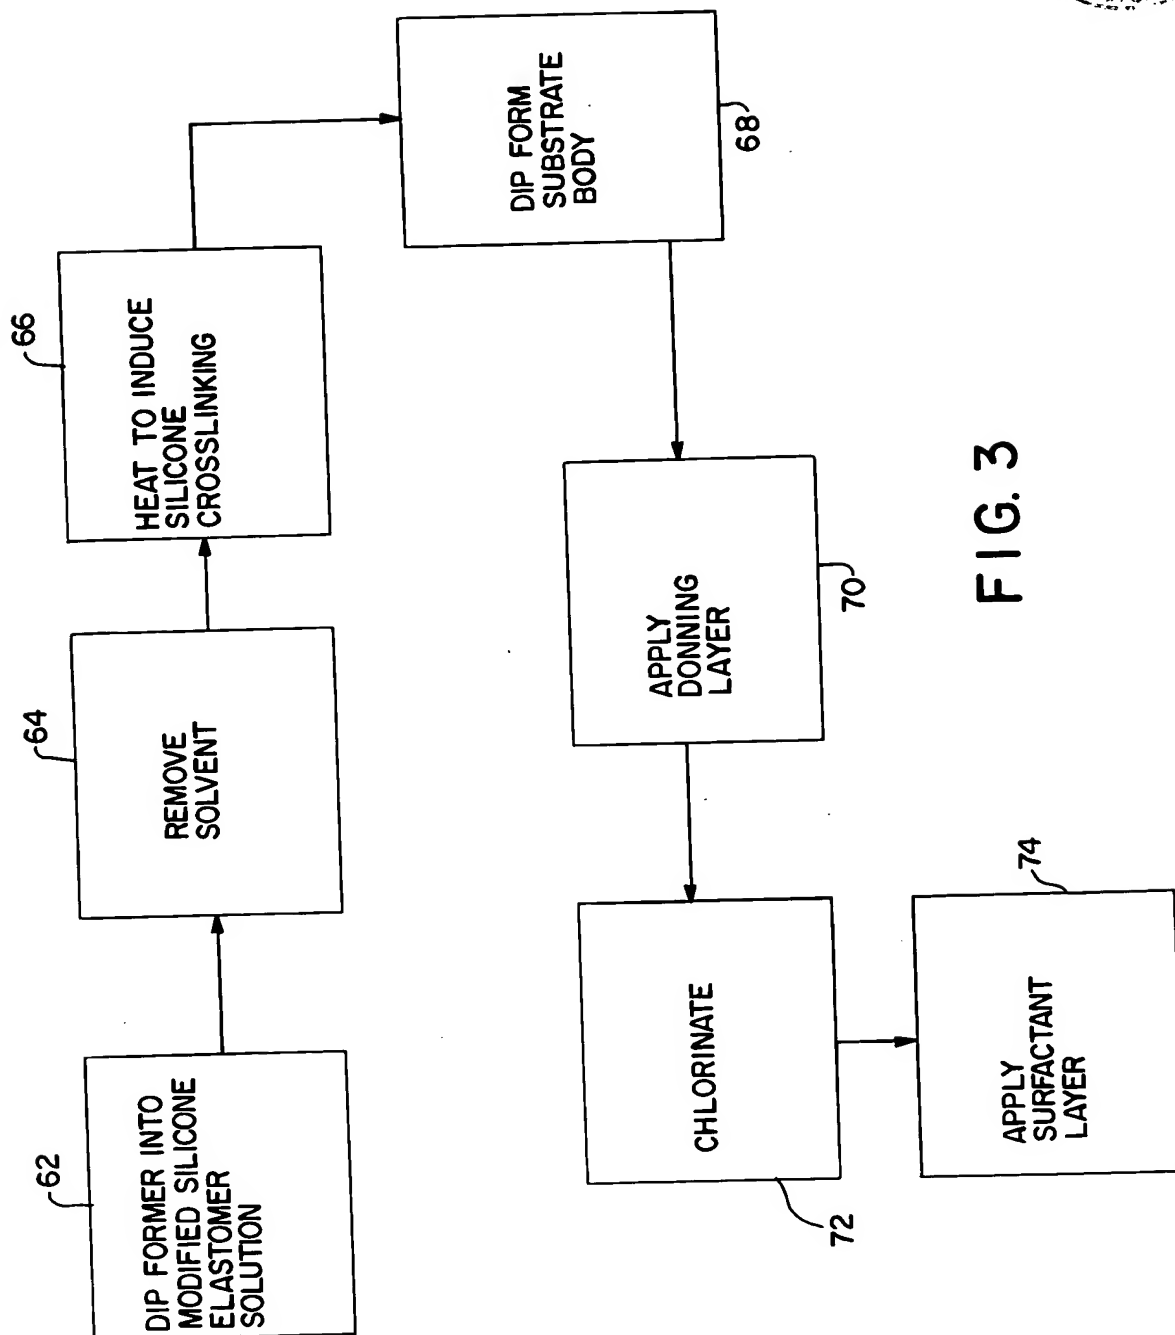 62
DIP FORMER INTO
MODIFIED SILICONE
ELASTOMER
SOLUTION
64
REMOVE
SOLVENT
66
HEAT TO INDUCE
SILICONE
CROSSLINKING
DIP FORM
SUBSTRATE
BODY
68
APPLY
DONNING
LAYER
70
CHLORINATE
72
APPLY
SURFACTANT
LAYER
74
FIG. 3